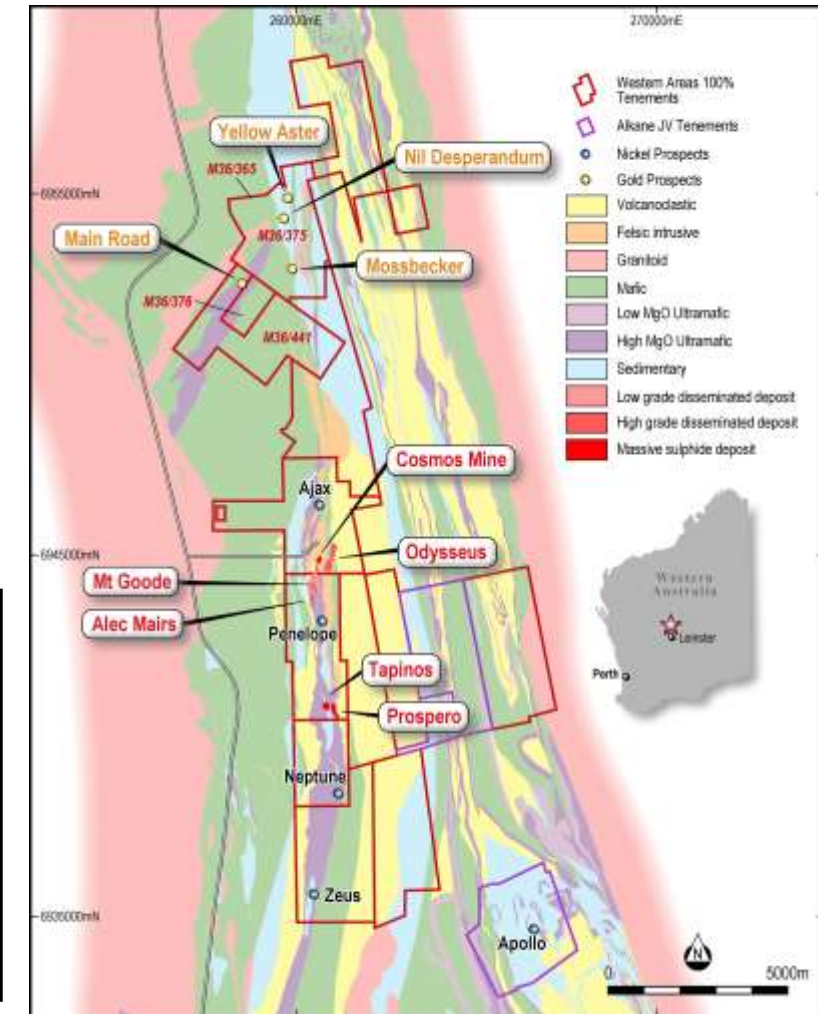 260000mE
270000mE
Western Areas 100%
Tenements
Alkane JV Tenements
Nickel Prospects
Gold Prospects
Volcanoclastic
Felsic intrusive
Granitoid
Mafic
Low MgO Ultramafic
High MgO Ultramafic
Sedimentary
Low grade disseminated deposit
High grade disseminated deposit
Massive sulphide deposit
Yellow Aster
M36/365
Nil Desperandum
6955000mN
M36/375
Main Road
Mossbecker
M36/376
M36/441
Cosmos Mine
Ajax
6945000mN
Odysseus
Mt Goode
Alec Mairs
Penelope
Tapinos
Prospero
Neptune
Zeus
6935000mN
Apollo
Western
Australia
Leinster
Perth
N
0
5000m